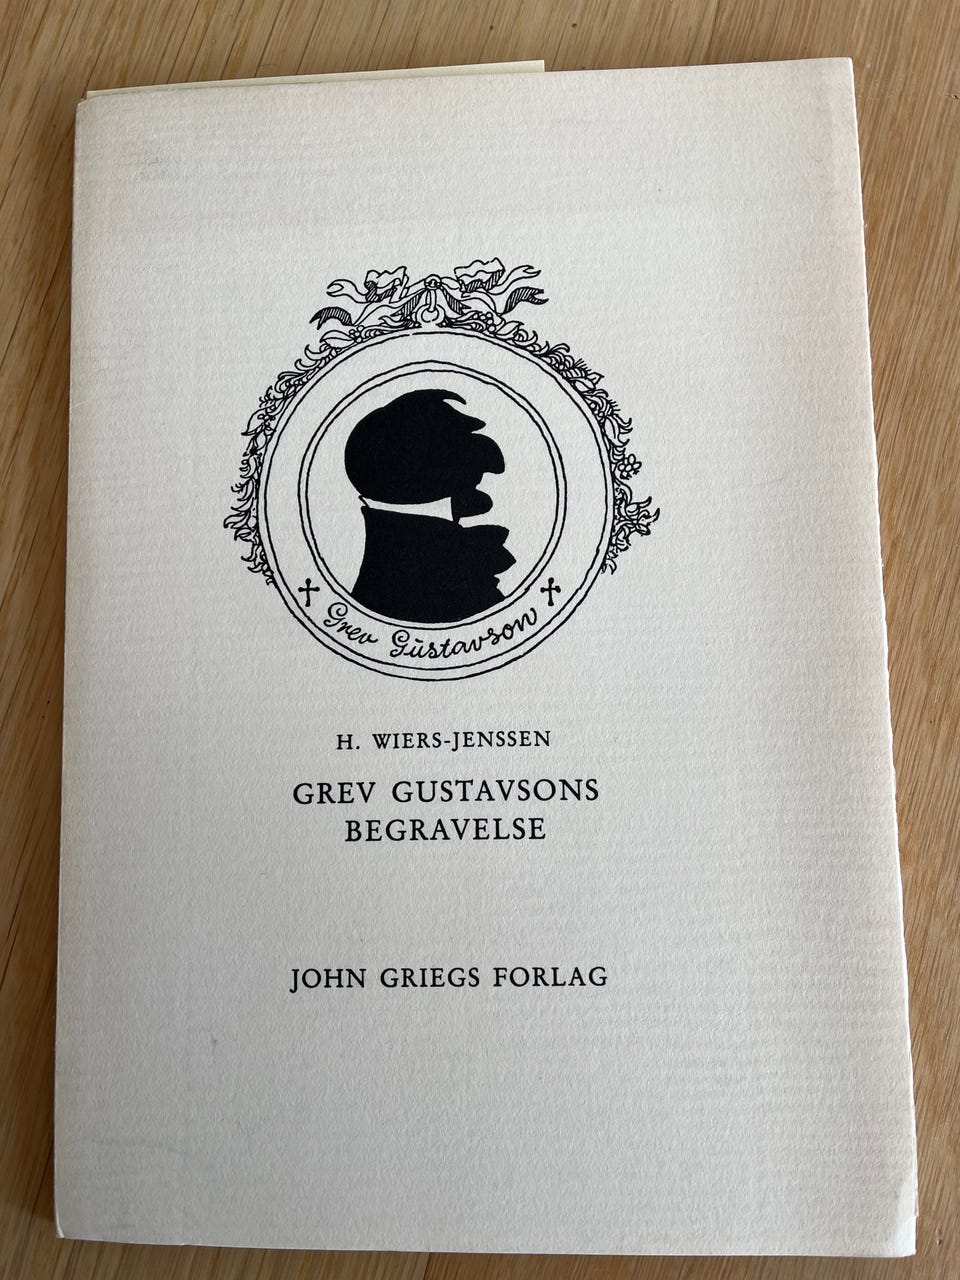 Grev Gustavson
H. WIERS-JENSSEN
GREV GUSTAVSONS
BEGRAVELSE
JOHN GRIEGS FORLAG